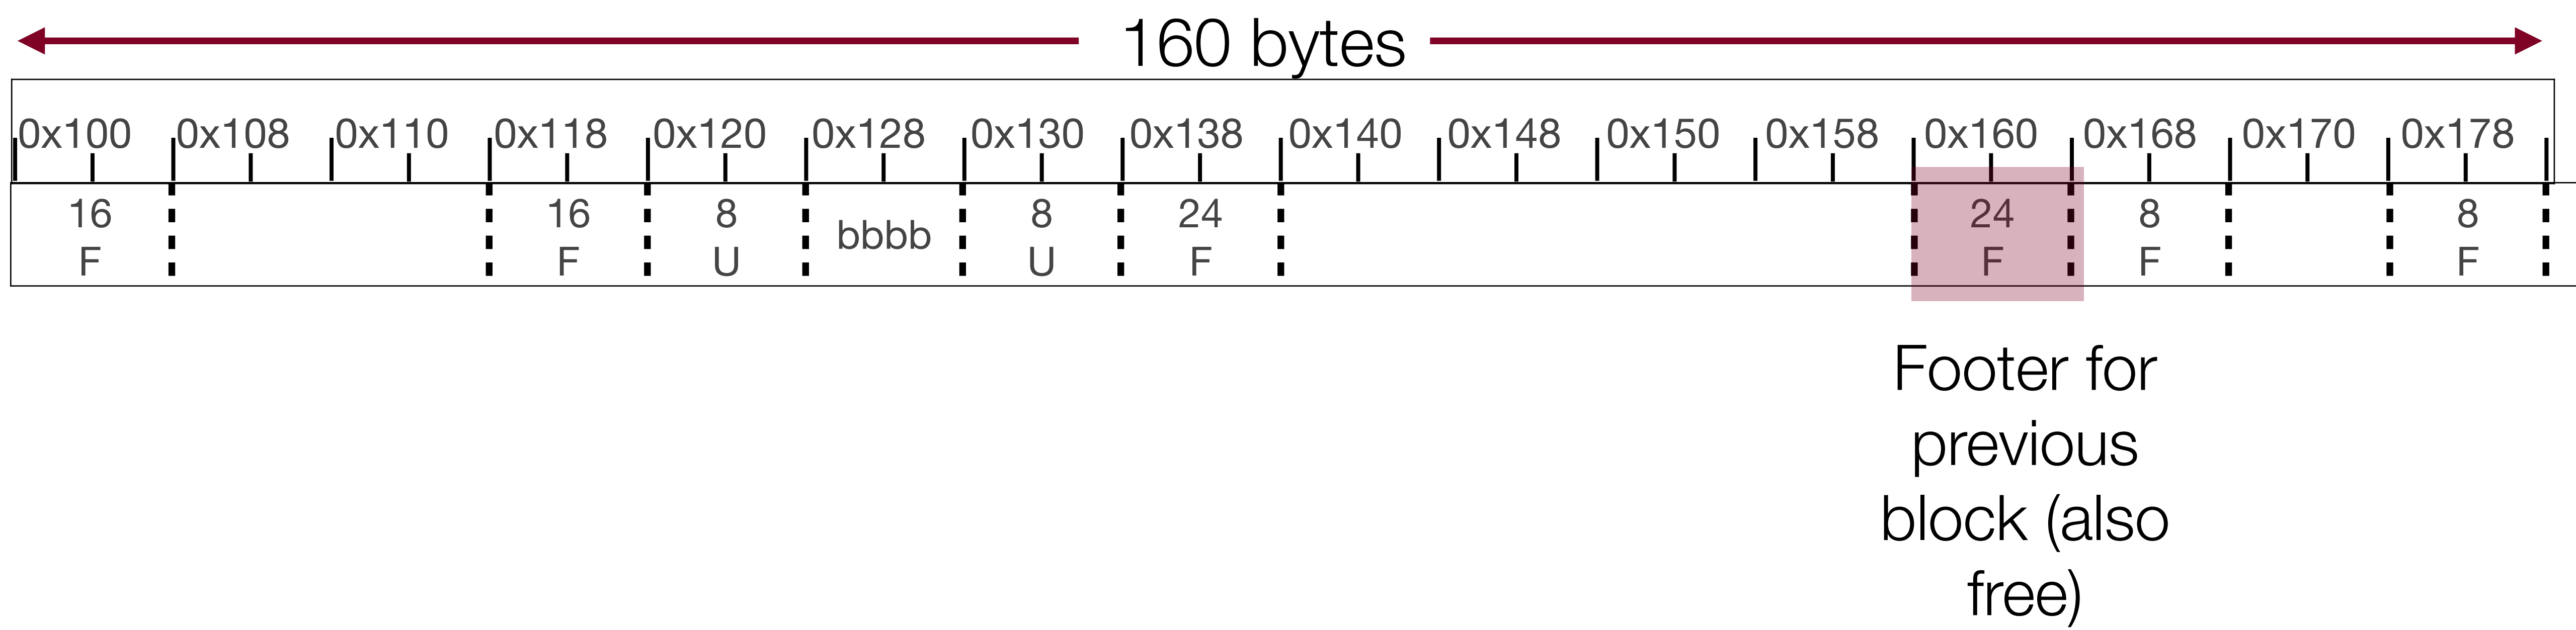 160 bytes
0x100 0x108 0x110 0x118 0x120 0x128 0x130 0x138 0x140 0x148 0x150 0x158 0x160 0x168 0x170 0x178
16 16 8 bbbb 8 24 24 8 8
F F U U F F F F
Footer for
previous
block (also
free)